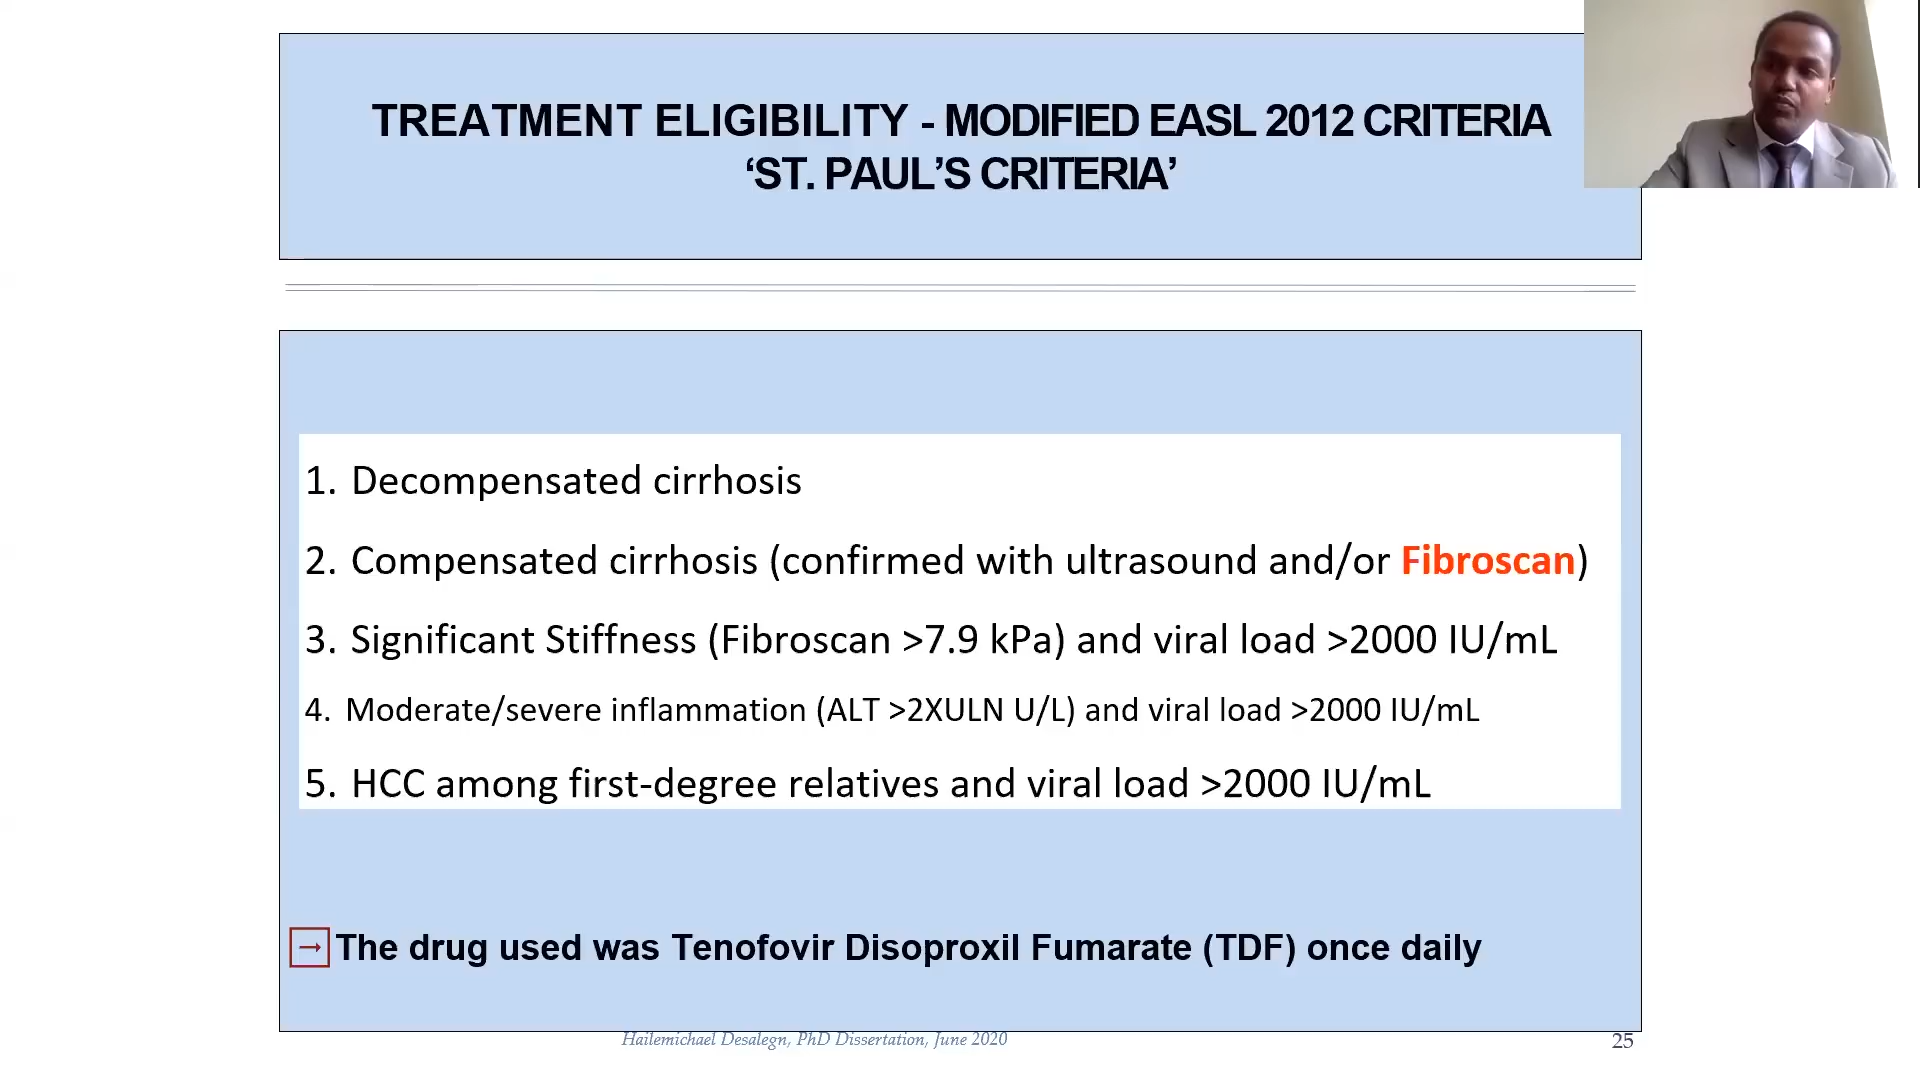 TREATMENT ELIGIBILITY - MODIFIED EASL 2012 CRITERIA
‘ST. PAUL’S CRITERIA’
1. Decompensated cirrhosis
2. Compensated cirrhosis (confirmed with ultrasound and/or Fibroscan)
3. Significant Stiffness (Fibroscan >7.9 kPa) and viral load >2000 IU/mL
4. Moderate/severe inflammation (ALT >2XULN U/L) and viral load >2000 IU/mL
5. HCC among first-degree relatives and viral load >2000 IU/mL
→ The drug used was Tenofovir Disoproxil Fumarate (TDF) once daily
Hailemichael Desalegn, PhD Dissertation, June 2020
25